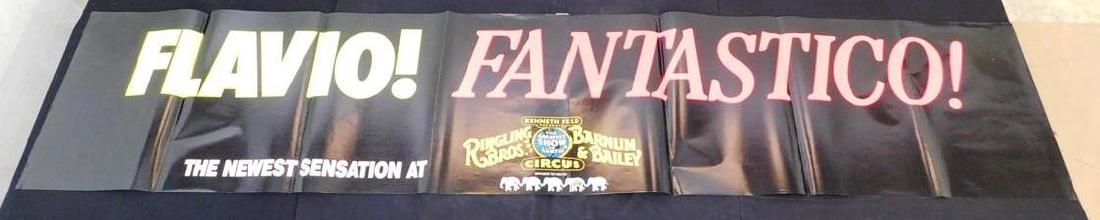 FLAVIO! FANTASTICO!
THE NEWEST SENSATION AT
KENNETH FELD
RINGLING BROS. AND BARNUM & BAILEY
THE GREATEST SHOW ON EARTH
CIRCUS